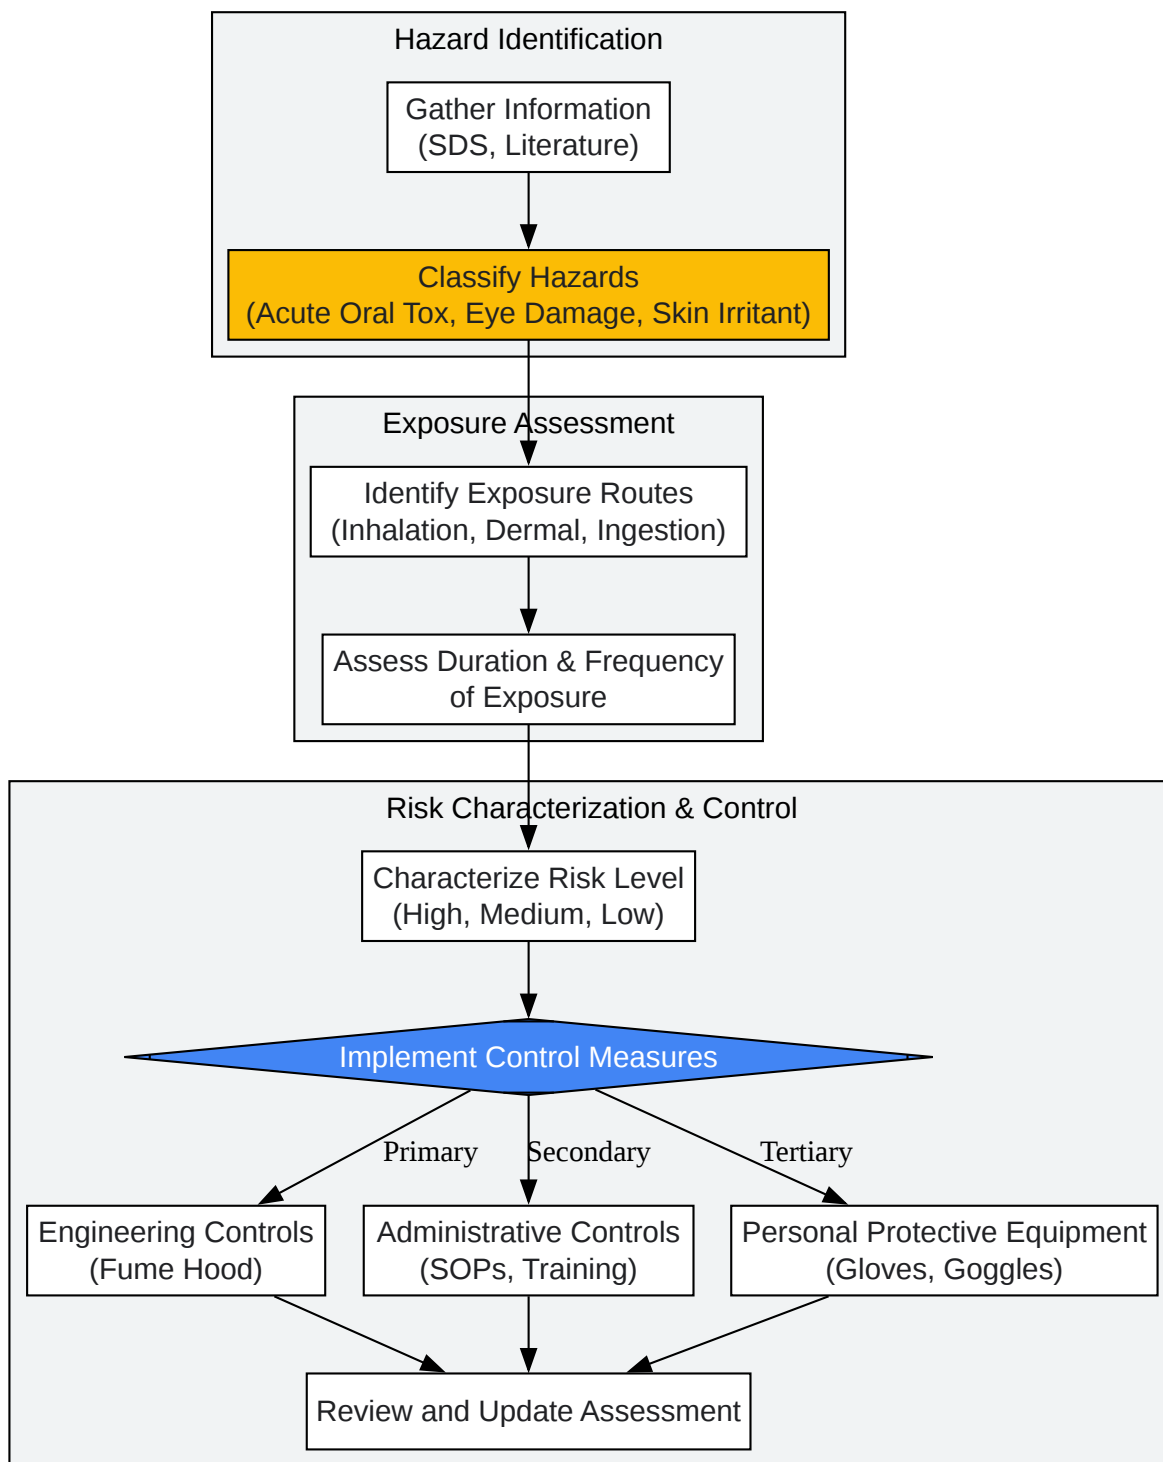 Hazard Identification
Gather Information
(SDS, Literature)
Classify Hazards
(Acute Oral Tox, Eye Damage, Skin Irritant)
Exposure Assessment
Identify Exposure Routes
(Inhalation, Dermal, Ingestion)
Assess Duration & Frequency
of Exposure
Risk Characterization & Control
Characterize Risk Level
(High, Medium, Low)
Implement Control Measures
Primary
Secondary
Tertiary
Engineering Controls
(Fume Hood)
Administrative Controls
(SOPs, Training)
Personal Protective Equipment
(Gloves, Goggles)
Review and Update Assessment